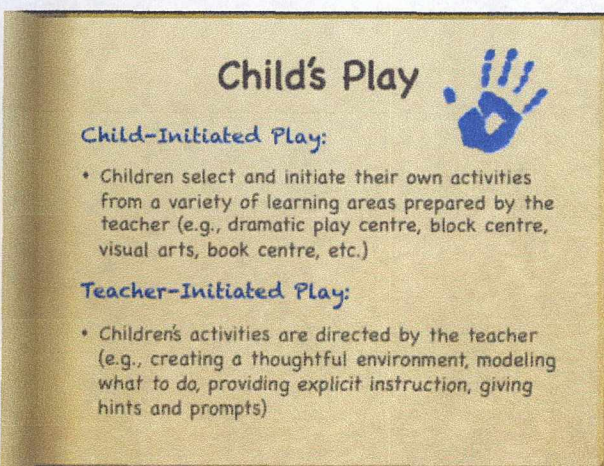 Child's Play
Child-Initiated Play:
• Children select and initiate their own activities
from a variety of learning areas prepared by the
teacher (e.g., dramatic play centre, block centre,
visual arts, book centre, etc.)
Teacher-Initiated Play:
• Children's activities are directed by the teacher
(e.g., creating a thoughtful environment, modeling
what to do, providing explicit instruction, giving
hints and prompts)